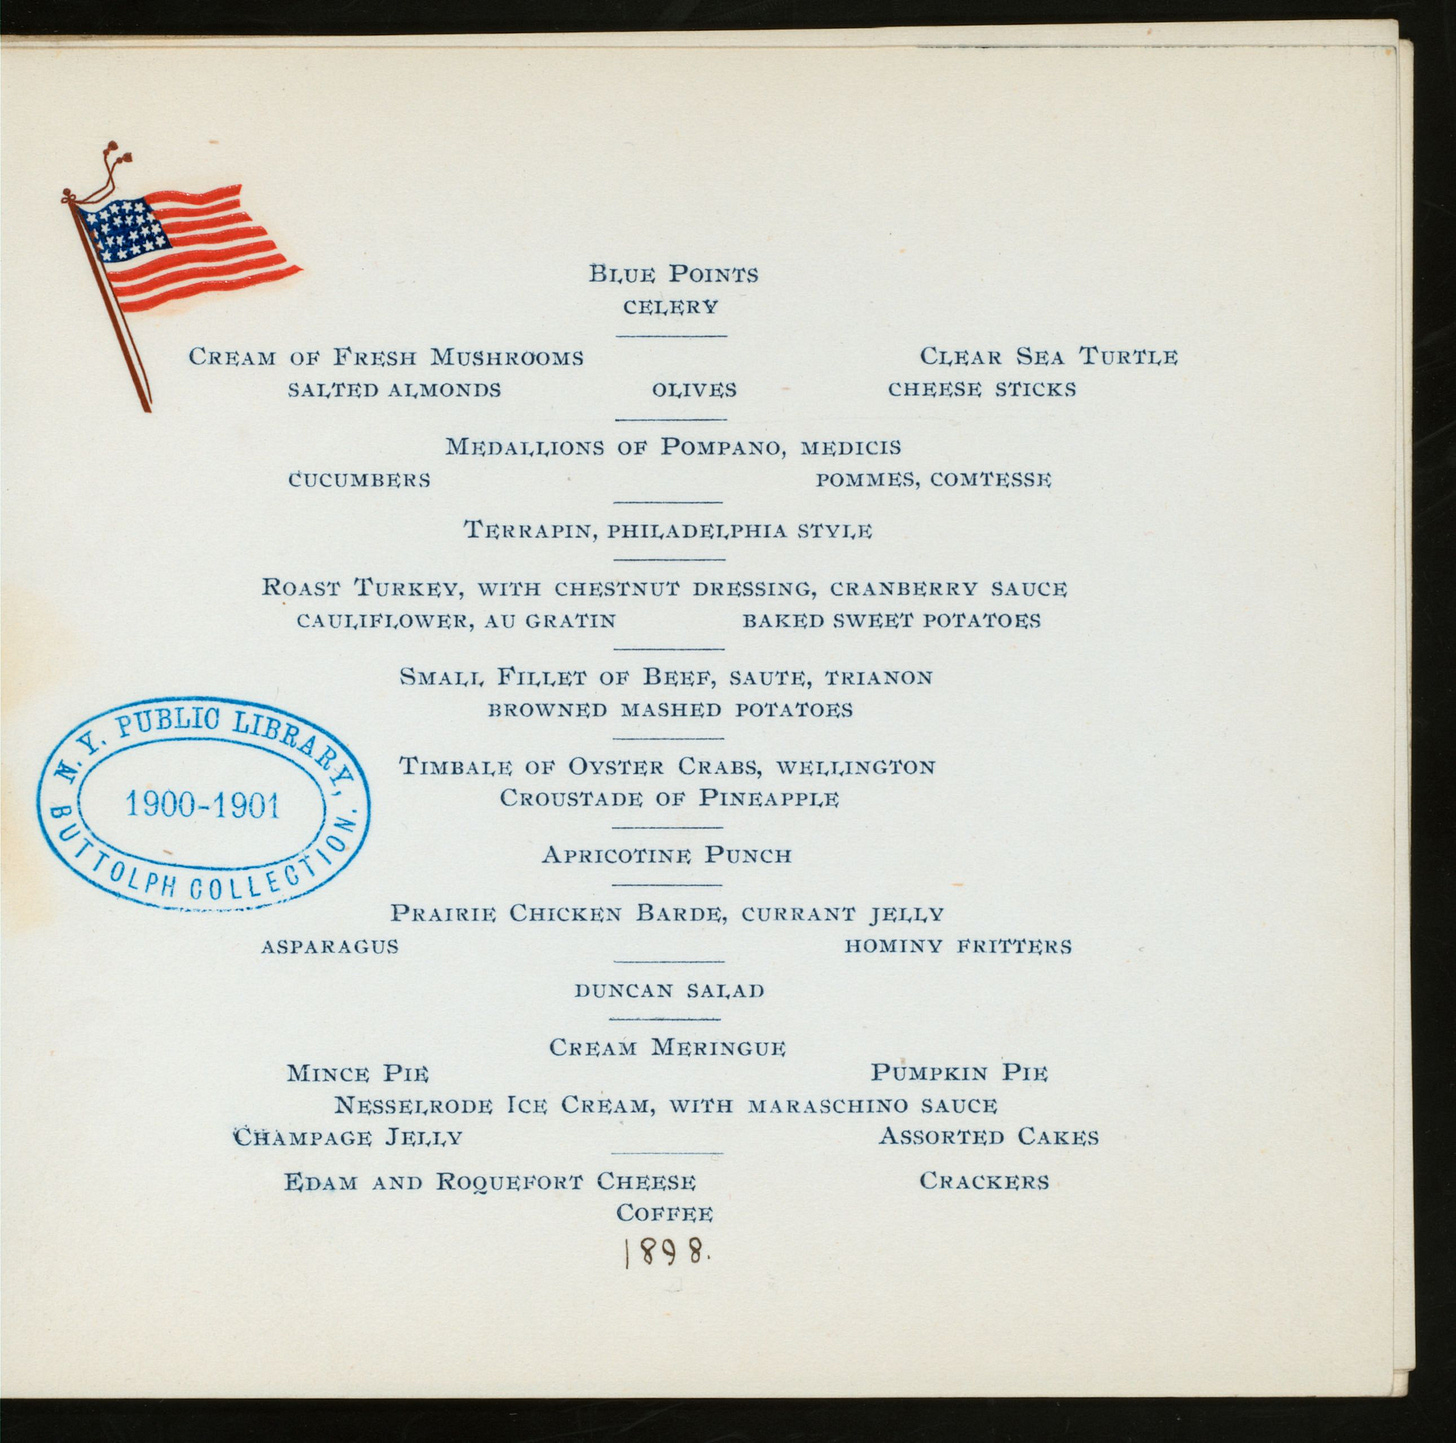 BLUE POINTS
CELERY
CREAM OF FRESH MUSHROOMS CLEAR SEA TURTLE
SALTED ALMONDS OLIVES CHEESE STICKS
MEDALLIONS OF POMPANO, MEDICIS
CUCUMBERS POMMES, COMTESSE
TERRAPIN, PHILADELPHIA STYLE
ROAST TURKEY, WITH CHESTNUT DRESSING, CRANBERRY SAUCE
CAULIFLOWER, AU GRATIN BAKED SWEET POTATOES
SMALL FILLET OF BEEF, SAUTE, TRIANON
BROWNED MASHED POTATOES
TIMBALE OF OYSTER CRABS, WELLINGTON
CROUSTADE OF PINEAPPLE
APRICOTINE PUNCH
PRAIRIE CHICKEN BARDE, CURRANT JELLY
ASPARAGUS HOMINY FRITTERS
DUNCAN SALAD
CREAM MERINGUE
MINCE PIE PUMPKIN PIE
NESSELRODE ICE CREAM, WITH MARASCHINO SAUCE
CHAMPAGE JELLY ASSORTED CAKES
EDAM AND ROQUEFORT CHEESE CRACKERS
COFFEE
1898.
N. Y. PUBLIC LIBRARY,
1900-1901
BUTTOLPH COLLECTION.